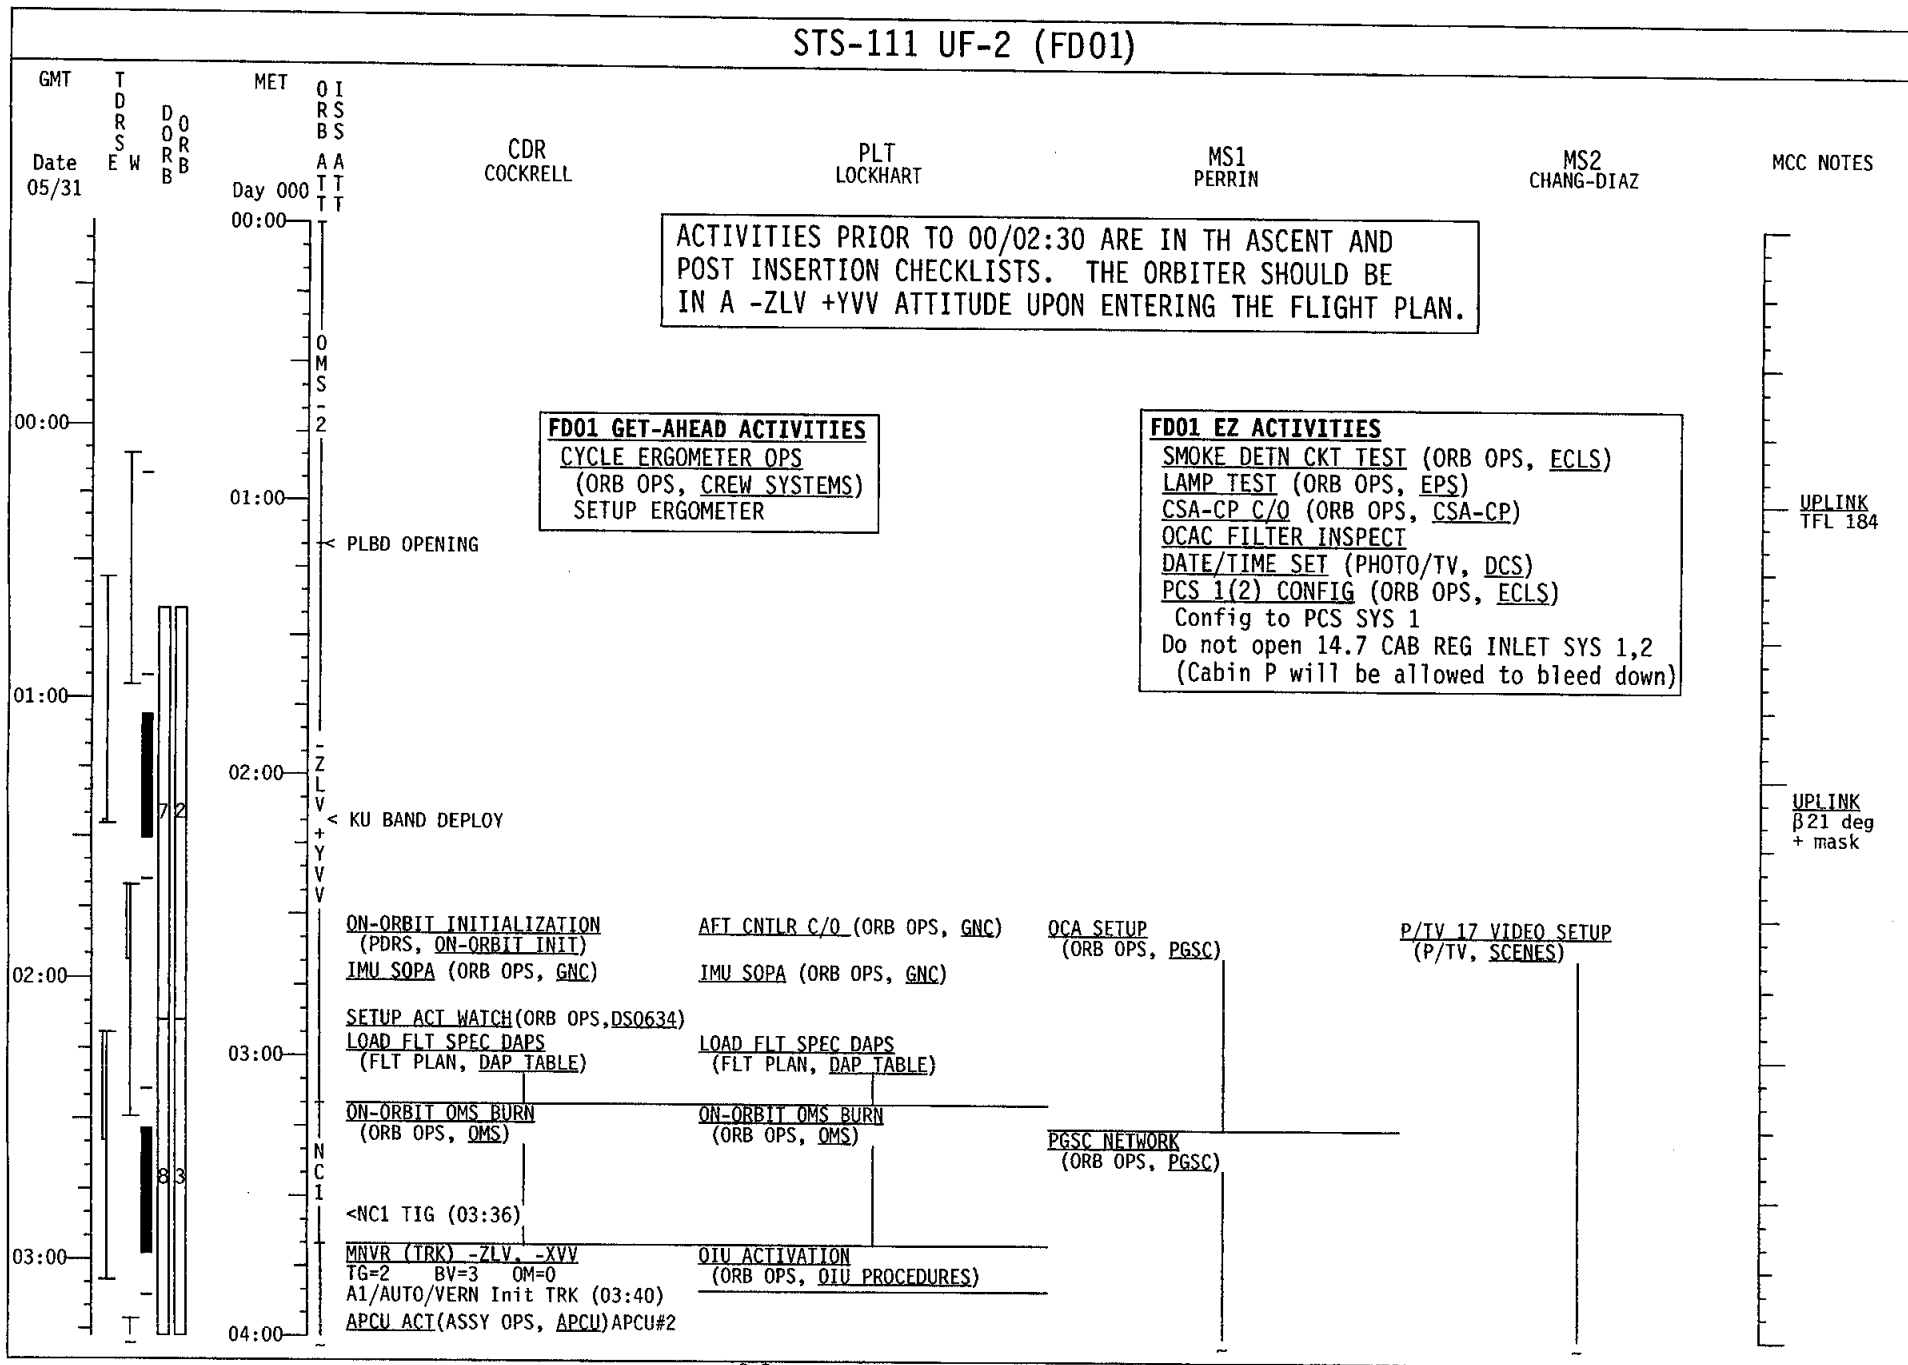 STS-111 UF-2 (FD01)
GMT
TDRS
E W
DORB
ORB
MET
ORB ATT
ISS ATT
Date
05/31
Day 000
CDR
COCKRELL
PLT
LOCKHART
MS1
PERRIN
MS2
CHANG-DIAZ
MCC NOTES
00:00
ACTIVITIES PRIOR TO 00/02:30 ARE IN TH ASCENT AND
POST INSERTION CHECKLISTS. THE ORBITER SHOULD BE
IN A -ZLV +YVV ATTITUDE UPON ENTERING THE FLIGHT PLAN.
OMS-2
00:00
FD01 GET-AHEAD ACTIVITIES
CYCLE ERGOMETER OPS
(ORB OPS, CREW SYSTEMS)
SETUP ERGOMETER
FD01 EZ ACTIVITIES
SMOKE DETN CKT TEST (ORB OPS, ECLS)
LAMP TEST (ORB OPS, EPS)
CSA-CP C/O (ORB OPS, CSA-CP)
OCAC FILTER INSPECT
DATE/TIME SET (PHOTO/TV, DCS)
PCS 1(2) CONFIG (ORB OPS, ECLS)
Config to PCS SYS 1
Do not open 14.7 CAB REG INLET SYS 1,2
(Cabin P will be allowed to bleed down)
01:00
UPLINK
TFL 184
< PLBD OPENING
01:00
02:00
-ZLV+YVV
7 2
< KU BAND DEPLOY
UPLINK
β21 deg
+ mask
ON-ORBIT INITIALIZATION
(PDRS, ON-ORBIT INIT)
IMU SOPA (ORB OPS, GNC)
AFT CNTLR C/O (ORB OPS, GNC)
IMU SOPA (ORB OPS, GNC)
OCA SETUP
(ORB OPS, PGSC)
P/TV 17 VIDEO SETUP
(P/TV, SCENES)
02:00
SETUP ACT WATCH(ORB OPS,DSO634)
LOAD FLT SPEC DAPS
(FLT PLAN, DAP TABLE)
LOAD FLT SPEC DAPS
(FLT PLAN, DAP TABLE)
03:00
ON-ORBIT OMS BURN
(ORB OPS, OMS)
ON-ORBIT OMS BURN
(ORB OPS, OMS)
PGSC NETWORK
(ORB OPS, PGSC)
8 3
NC1
<NC1 TIG (03:36)
03:00
MNVR (TRK) -ZLV, -XVV
TG=2 BV=3 OM=0
A1/AUTO/VERN Init TRK (03:40)
APCU ACT(ASSY OPS, APCU)APCU#2
OIU ACTIVATION
(ORB OPS, OIU PROCEDURES)
04:00